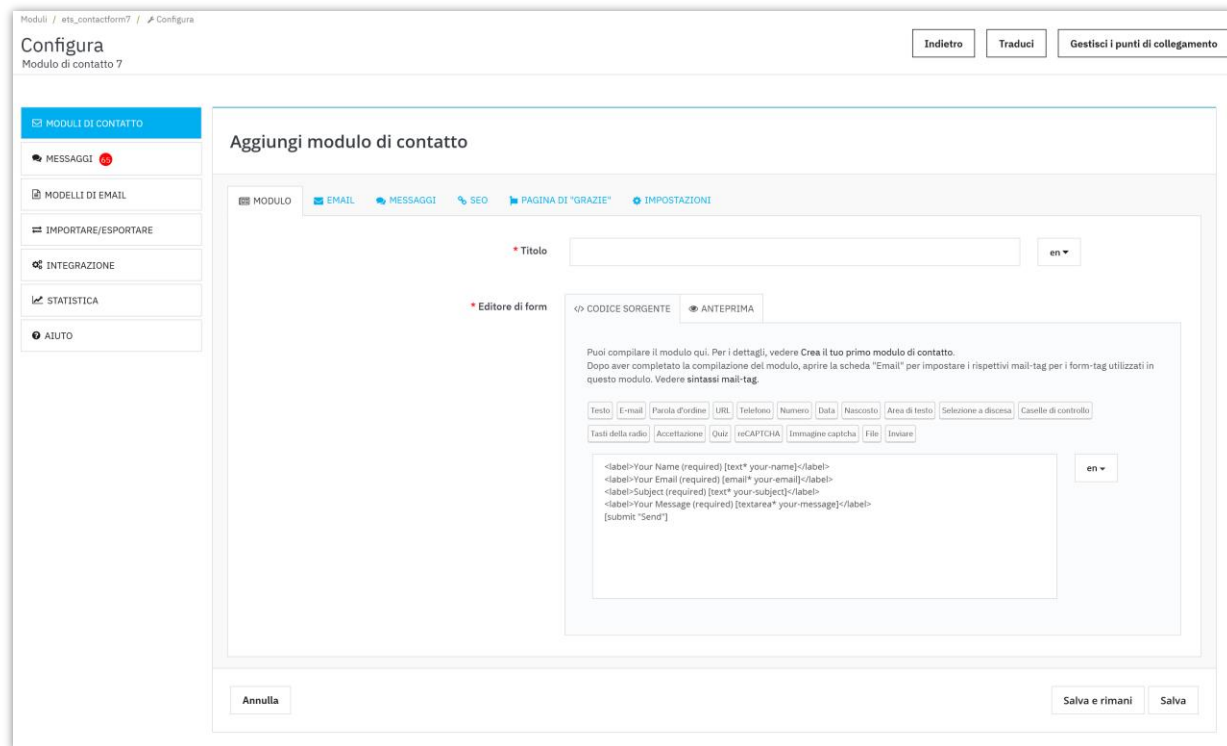 Moduli / ets_contactform7 / Configura
Configura
Modulo di contatto 7
Indietro
Traduci
Gestisci i punti di collegamento
MODULI DI CONTATTO
MESSAGGI 65
MODELLI DI EMAIL
IMPORTARE/ESPORTARE
INTEGRAZIONE
STATISTICA
AIUTO
Aggiungi modulo di contatto
MODULO EMAIL MESSAGGI SEO PAGINA DI "GRAZIE" IMPOSTAZIONI
* Titolo
en
* Editore di form
</> CODICE SORGENTE ANTEPRIMA
Puoi compilare il modulo qui. Per i dettagli, vedere Crea il tuo primo modulo di contatto.
Dopo aver completato la compilazione del modulo, aprire la scheda "Email" per impostare i rispettivi mail-tag per i form-tag utilizzati in
questo modulo. Vedere sintassi mail-tag.
Testo E-mail Parola d'ordine URL Telefono Numero Data Nascosto Area di testo Selezione a discesa Caselle di controllo
Tasti della radio Accettazione Quiz reCAPTCHA Immagine captcha File Inviare
<label>Your Name (required) [text* your-name]</label>
<label>Your Email (required) [email* your-email]</label>
<label>Subject (required) [text* your-subject]</label>
<label>Your Message (required) [textarea* your-message]</label>
[submit "Send"]
en
Annulla
Salva e rimani
Salva